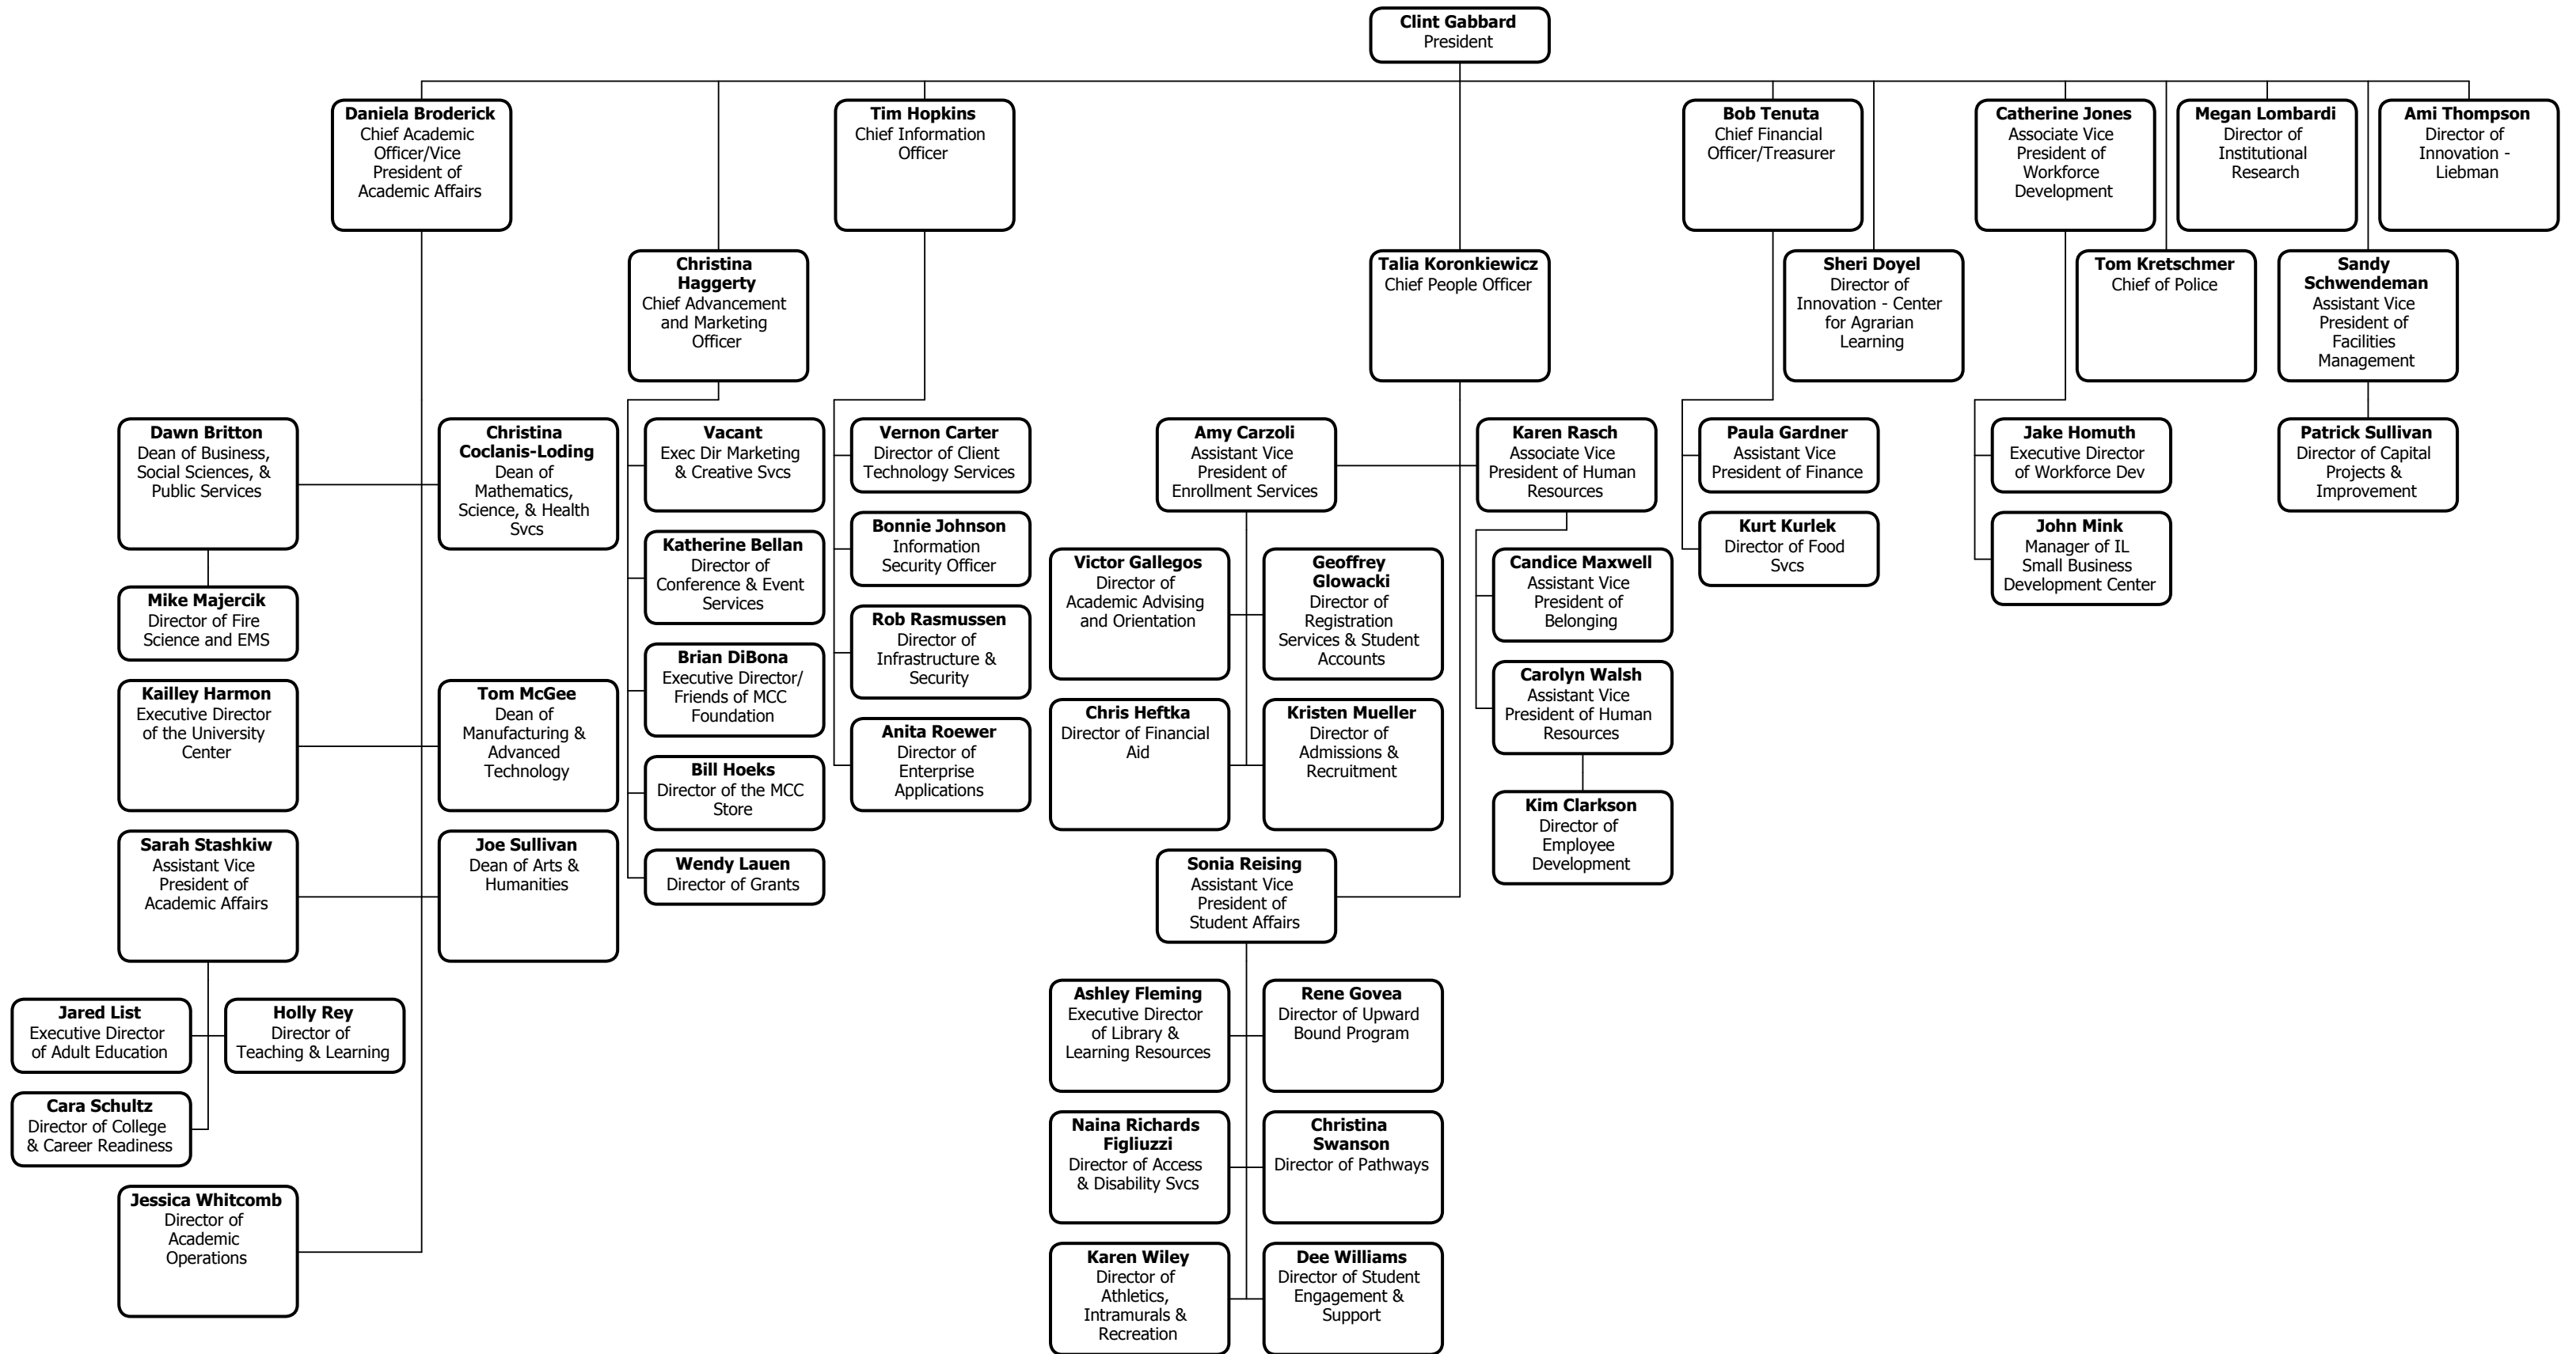 Clint Gabbard
President
Daniela Broderick
Chief Academic
Officer/Vice
President of
Academic Affairs
Tim Hopkins
Chief Information
Officer
Bob Tenuta
Chief Financial
Officer/Treasurer
Catherine Jones
Associate Vice
President of
Workforce
Development
Megan Lombardi
Director of
Institutional
Research
Ami Thompson
Director of
Innovation -
Liebman
Christina
Haggerty
Chief Advancement
and Marketing
Officer
Talia Koronkiewicz
Chief People Officer
Sheri Doyel
Director of
Innovation - Center
for Agrarian
Learning
Tom Kretschmer
Chief of Police
Sandy
Schwendeman
Assistant Vice
President of
Facilities
Management
Dawn Britton
Dean of Business,
Social Sciences, &
Public Services
Christina
Coclanis-Loding
Dean of
Mathematics,
Science, & Health
Svcs
Mike Majercik
Director of Fire
Science and EMS
Kailley Harmon
Executive Director
of the University
Center
Tom McGee
Dean of
Manufacturing &
Advanced
Technology
Sarah Stashkiw
Assistant Vice
President of
Academic Affairs
Joe Sullivan
Dean of Arts &
Humanities
Jared List
Executive Director
of Adult Education
Holly Rey
Director of
Teaching & Learning
Cara Schultz
Director of College
& Career Readiness
Jessica Whitcomb
Director of
Academic
Operations
Vacant
Exec Dir Marketing
& Creative Svcs
Katherine Bellan
Director of
Conference & Event
Services
Brian DiBona
Executive Director/
Friends of MCC
Foundation
Bill Hoeks
Director of the MCC
Store
Wendy Lauen
Director of Grants
Vernon Carter
Director of Client
Technology Services
Bonnie Johnson
Information
Security Officer
Rob Rasmussen
Director of
Infrastructure &
Security
Anita Roewer
Director of
Enterprise
Applications
Amy Carzoli
Assistant Vice
President of
Enrollment Services
Karen Rasch
Associate Vice
President of Human
Resources
Victor Gallegos
Director of
Academic Advising
and Orientation
Geoffrey
Glowacki
Director of
Registration
Services & Student
Accounts
Chris Heftka
Director of Financial
Aid
Kristen Mueller
Director of
Admissions &
Recruitment
Candice Maxwell
Assistant Vice
President of
Belonging
Carolyn Walsh
Assistant Vice
President of Human
Resources
Kim Clarkson
Director of
Employee
Development
Sonia Reising
Assistant Vice
President of
Student Affairs
Ashley Fleming
Executive Director
of Library &
Learning Resources
Rene Govea
Director of Upward
Bound Program
Naina Richards
Figliuzzi
Director of Access
& Disability Svcs
Christina
Swanson
Director of Pathways
Karen Wiley
Director of
Athletics,
Intramurals &
Recreation
Dee Williams
Director of Student
Engagement &
Support
Paula Gardner
Assistant Vice
President of Finance
Kurt Kurlek
Director of Food
Svcs
Jake Homuth
Executive Director
of Workforce Dev
John Mink
Manager of IL
Small Business
Development Center
Patrick Sullivan
Director of Capital
Projects &
Improvement